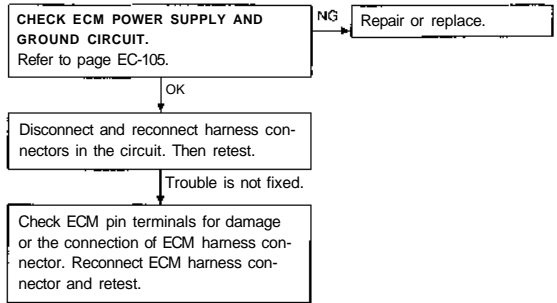 CHECK ECM POWER SUPPLY AND
GROUND CIRCUIT.
Refer to page EC-105.
NG
Repair or replace.
OK
Disconnect and reconnect harness con-
nectors in the circuit. Then retest.
Trouble is not fixed.
Check ECM pin terminals for damage
or the connection of ECM harness con-
nector. Reconnect ECM harness con-
nector and retest.